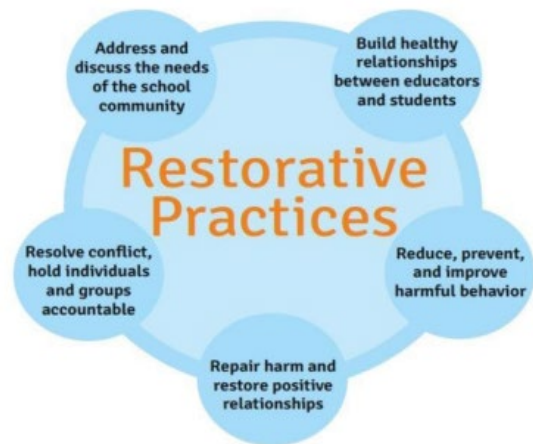 Restorative
Practices
Address and
discuss the needs
of the school
community
Build healthy
relationships
between educators
and students
Reduce, prevent,
and improve
harmful behavior
Repair harm and
restore positive
relationships
Resolve conflict,
hold individuals
and groups
accountable